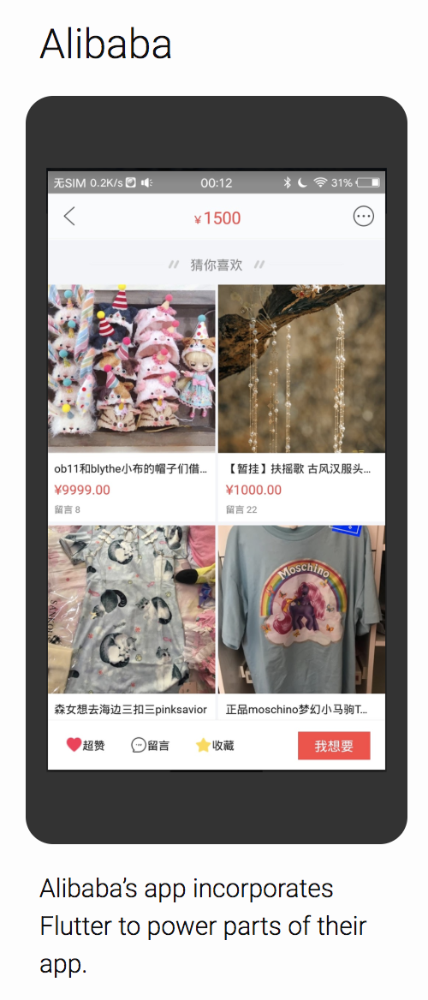 Alibaba
无SIM 0.2K/s 00:12 31%
¥1500
猜你喜欢
ob11和blythe小布的帽子们借...
【暂挂】扶摇歌 古风汉服头...
¥9999.00
¥1000.00
留言 8
留言 22
Moschino
森女想去海边三扣三pinksavior
正品moschino梦幻小马驹T...
超赞 留言 收藏 我想要
Alibaba’s app incorporates
Flutter to power parts of their
app.